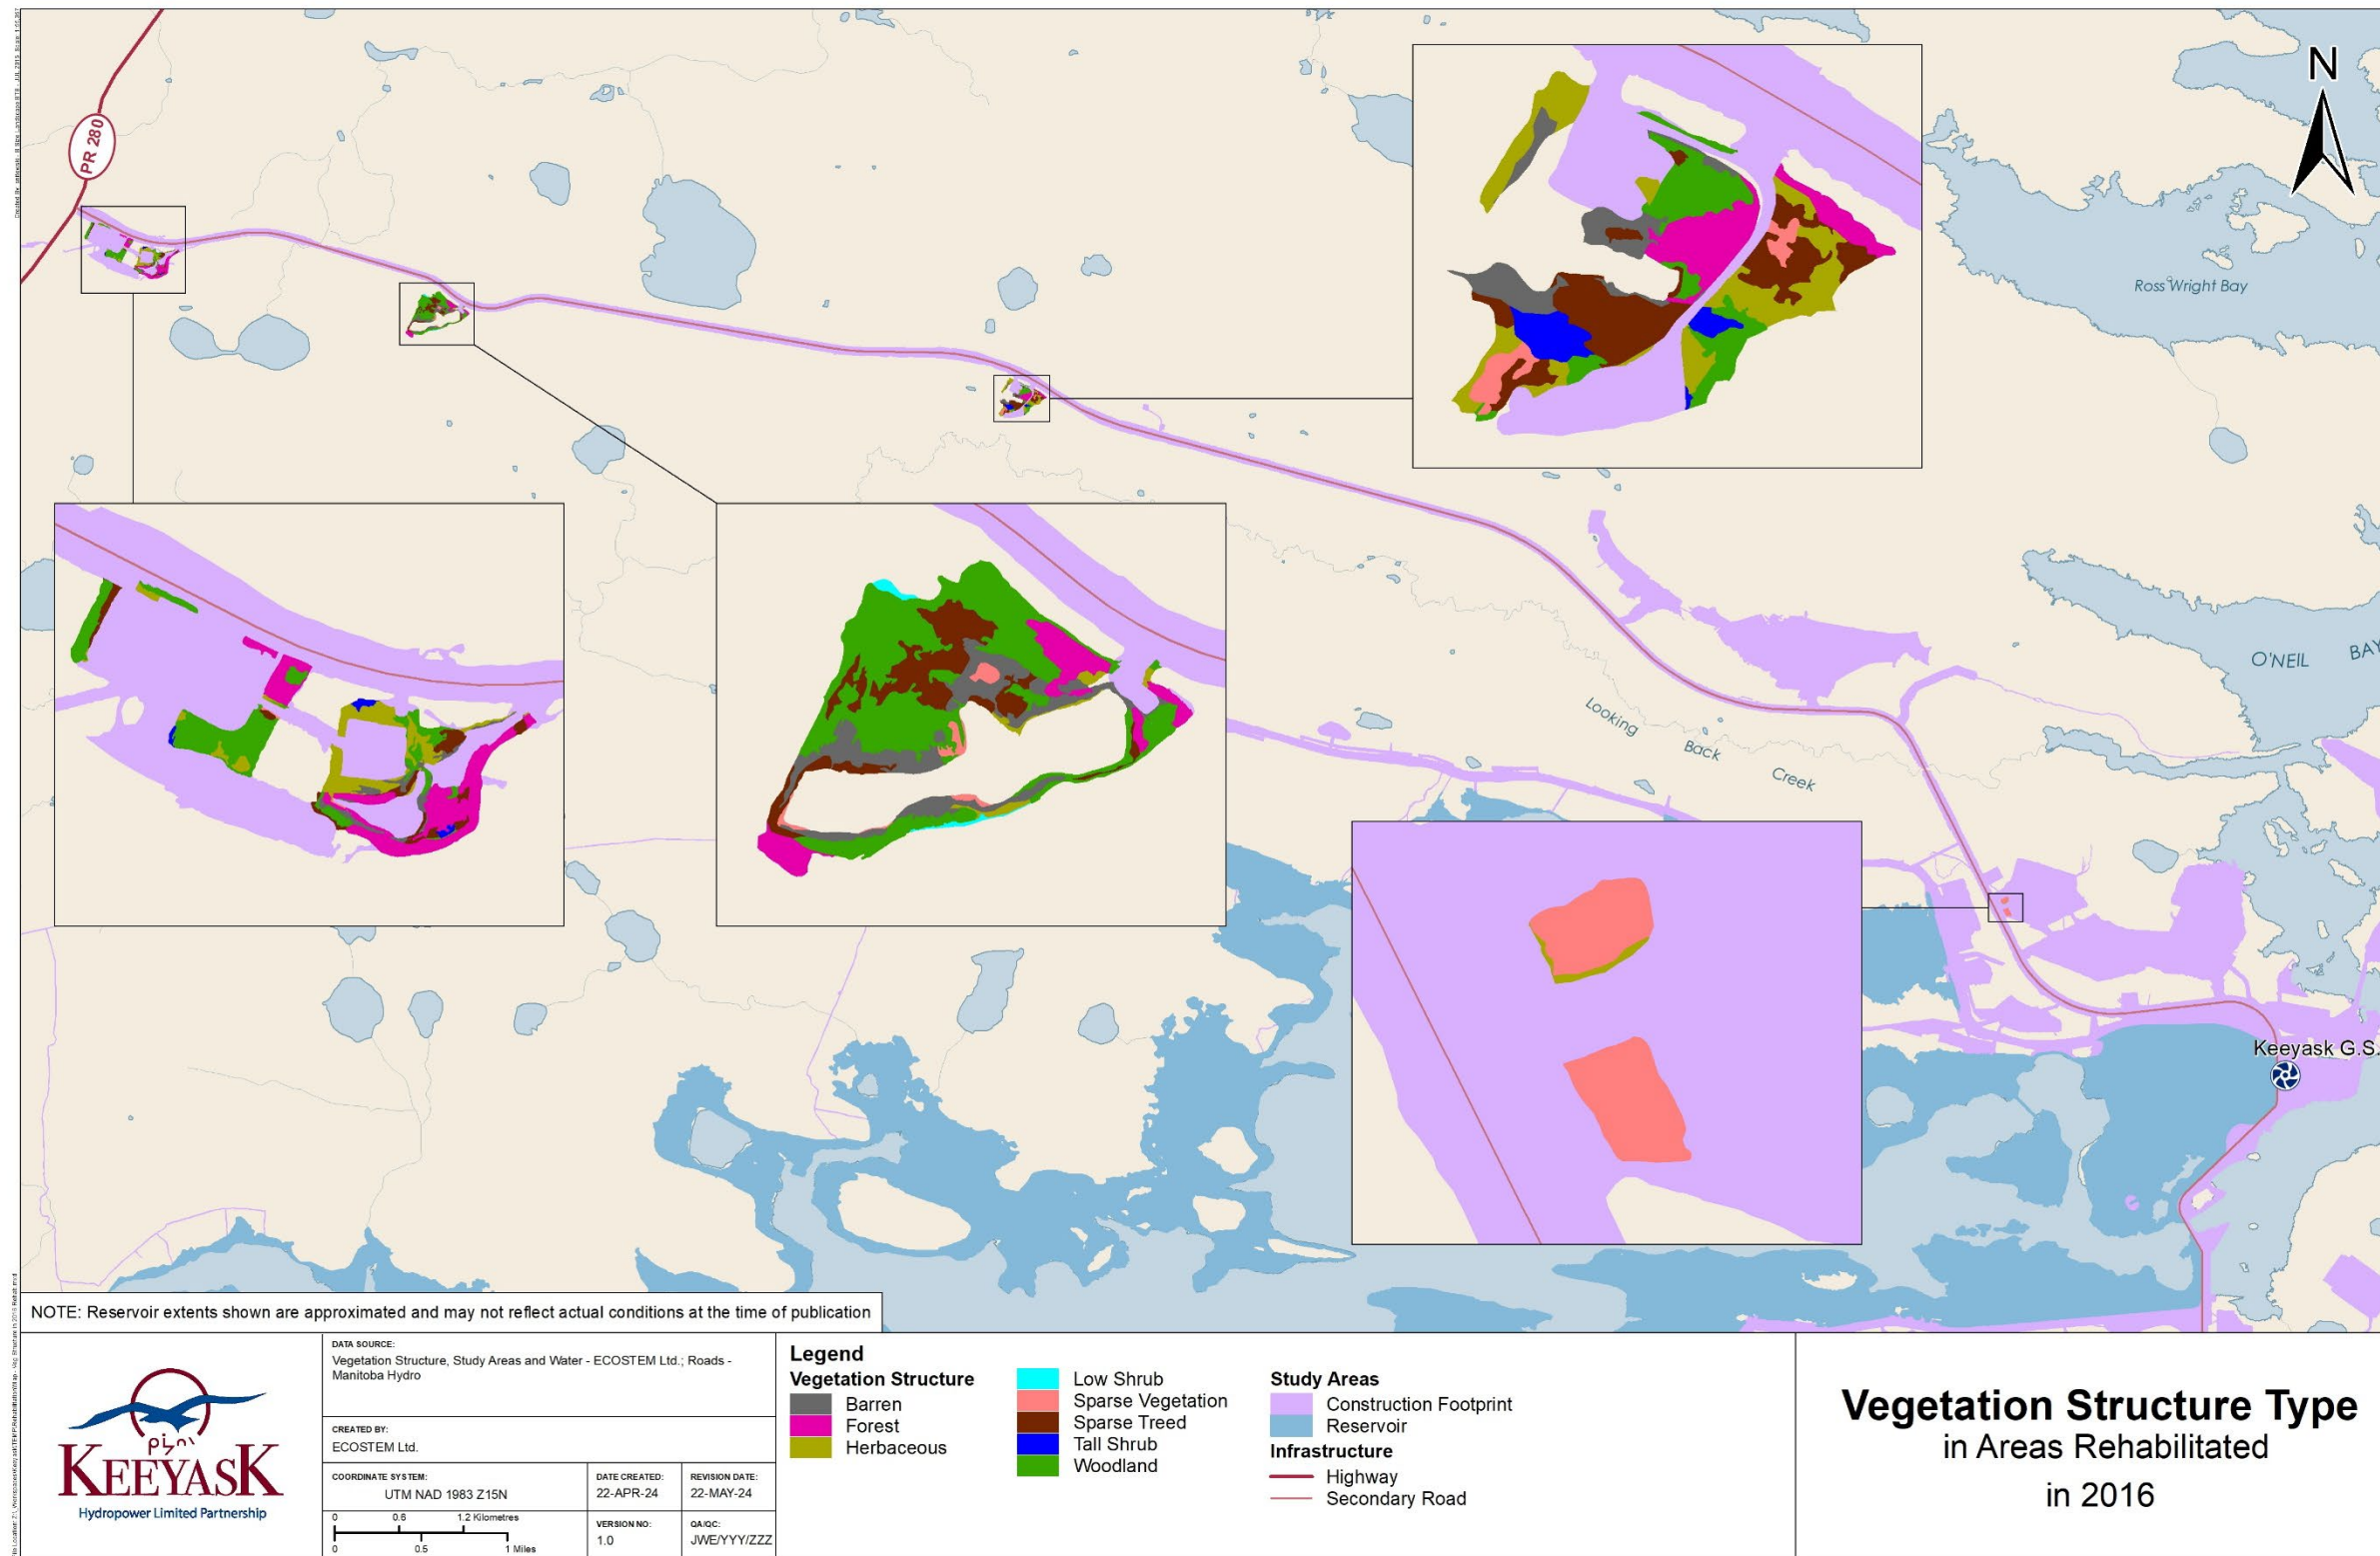 PR 280
N
Ross Wright Bay
O'NEIL BAY
Looking Back Creek
Keeyask G.S.
NOTE: Reservoir extents shown are approximated and may not reflect actual conditions at the time of publication
KEEYASK
Hydropower Limited Partnership
DATA SOURCE:
Vegetation Structure, Study Areas and Water - ECOSTEM Ltd.; Roads -
Manitoba Hydro
CREATED BY:
ECOSTEM Ltd.
COORDINATE SYSTEM:
UTM NAD 1983 Z15N
DATE CREATED:
22-APR-24
REVISION DATE:
22-MAY-24
0 0.6 1.2 Kilometres
0 0.5 1 Miles
VERSION NO:
1.0
QA/QC:
JWE/YYY/ZZZ
Legend
Vegetation Structure
Barren
Forest
Herbaceous
Low Shrub
Sparse Vegetation
Sparse Treed
Tall Shrub
Woodland
Study Areas
Construction Footprint
Reservoir
Infrastructure
Highway
Secondary Road
Vegetation Structure Type
in Areas Rehabilitated
in 2016